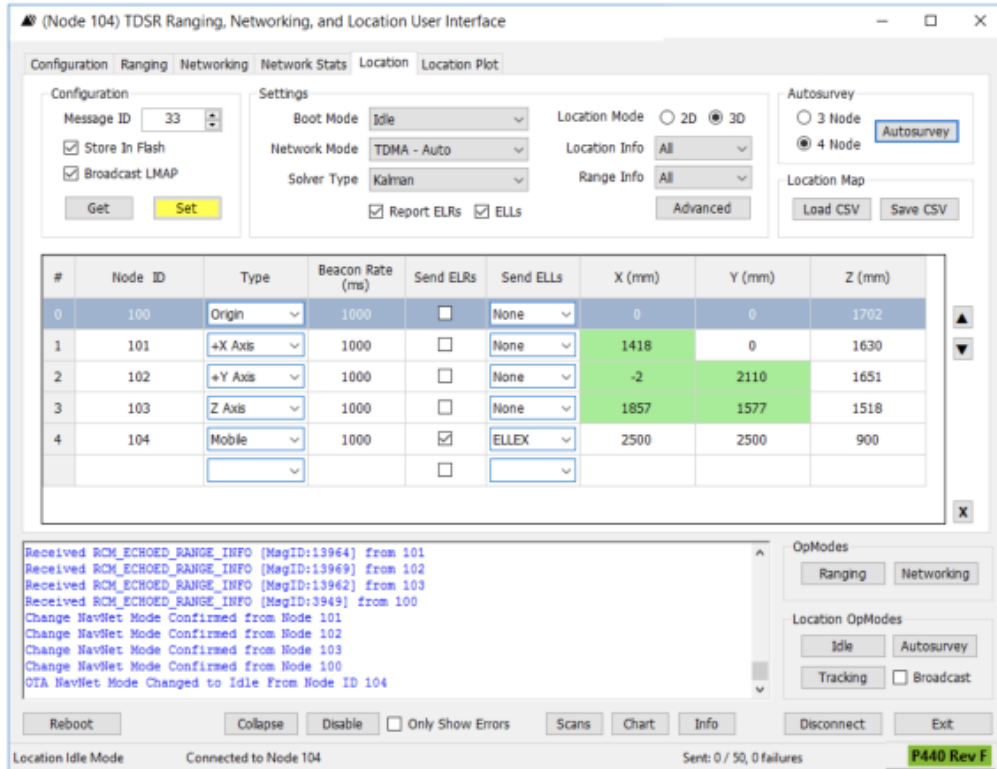 (Node 104) TDSR Ranging, Networking, and Location User Interface
Configuration Ranging Networking Network Stats Location Location Plot
Configuration Settings Autosurvey
Message ID 33 Boot Mode Idle Location Mode 2D 3D 3 Node Autosurvey
Store In Flash Network Mode TDMA - Auto Location Info All 4 Node
Broadcast LMAP Solver Type Kalman Range Info All Location Map
Get Set Report ELRs ELLs Advanced Load CSV Save CSV
# Node ID Type Beacon Rate (ms) Send ELRs Send ELLs X (mm) Y (mm) Z (mm)
0 100 Origin 1000 None 0 0 1702
1 101 +X Axis 1000 None 1418 0 1630
2 102 +Y Axis 1000 None -2 2110 1651
3 103 Z Axis 1000 None 1857 1577 1518
4 104 Mobile 1000 ELLEX 2500 2500 900
X
Received RCM_ECHOED_RANGE_INFO [MsgID:13964] from 101
Received RCM_ECHOED_RANGE_INFO [MsgID:13969] from 102
Received RCM_ECHOED_RANGE_INFO [MsgID:13962] from 103
Received RCM_ECHOED_RANGE_INFO [MsgID:3949] from 100
Change NavNet Mode Confirmed from Node 101
Change NavNet Mode Confirmed from Node 102
Change NavNet Mode Confirmed from Node 103
Change NavNet Mode Confirmed from Node 100
OTA NavNet Mode Changed to Idle From Node ID 104
OpModes
Ranging Networking
Location OpModes
Idle Autosurvey
Tracking Broadcast
Reboot Collapse Disable Only Show Errors Scans Chart Info Disconnect Exit
Location Idle Mode Connected to Node 104 Sent: 0 / 50, 0 failures P440 Rev F